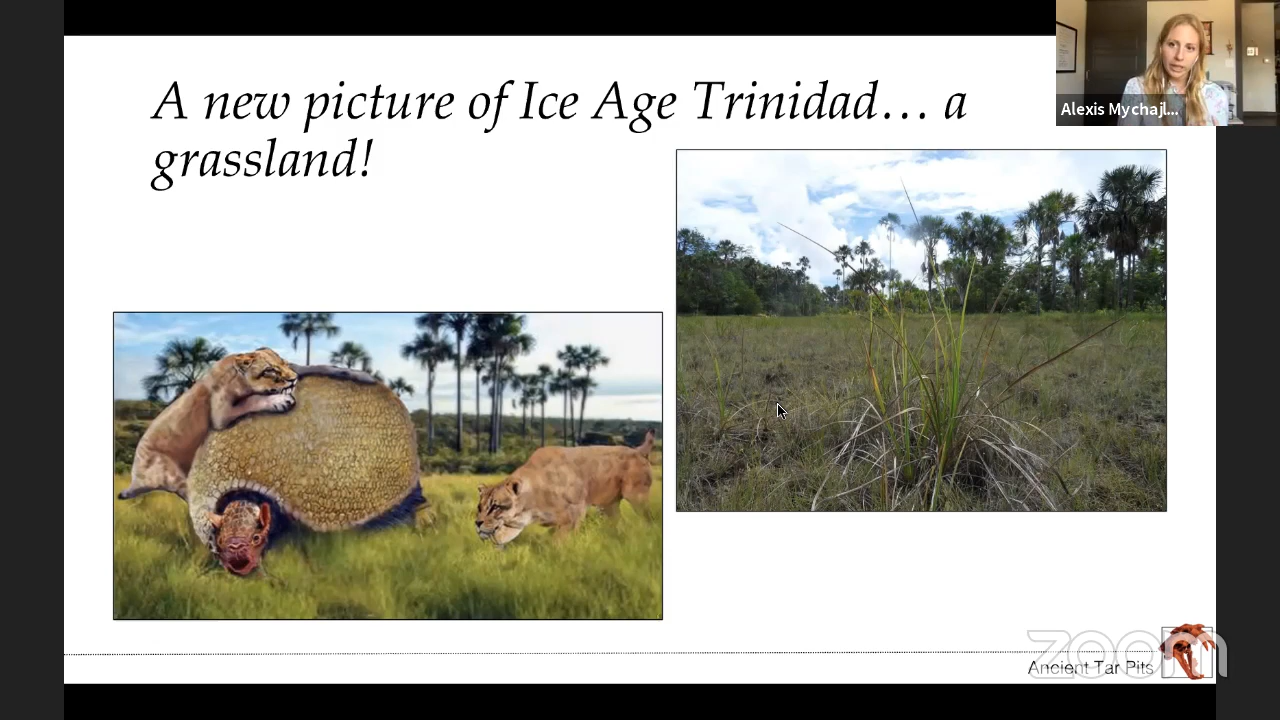 A new picture of Ice Age Trinidad… a
grassland!
Alexis Mychajl...
zoom
Ancient Tar Pits